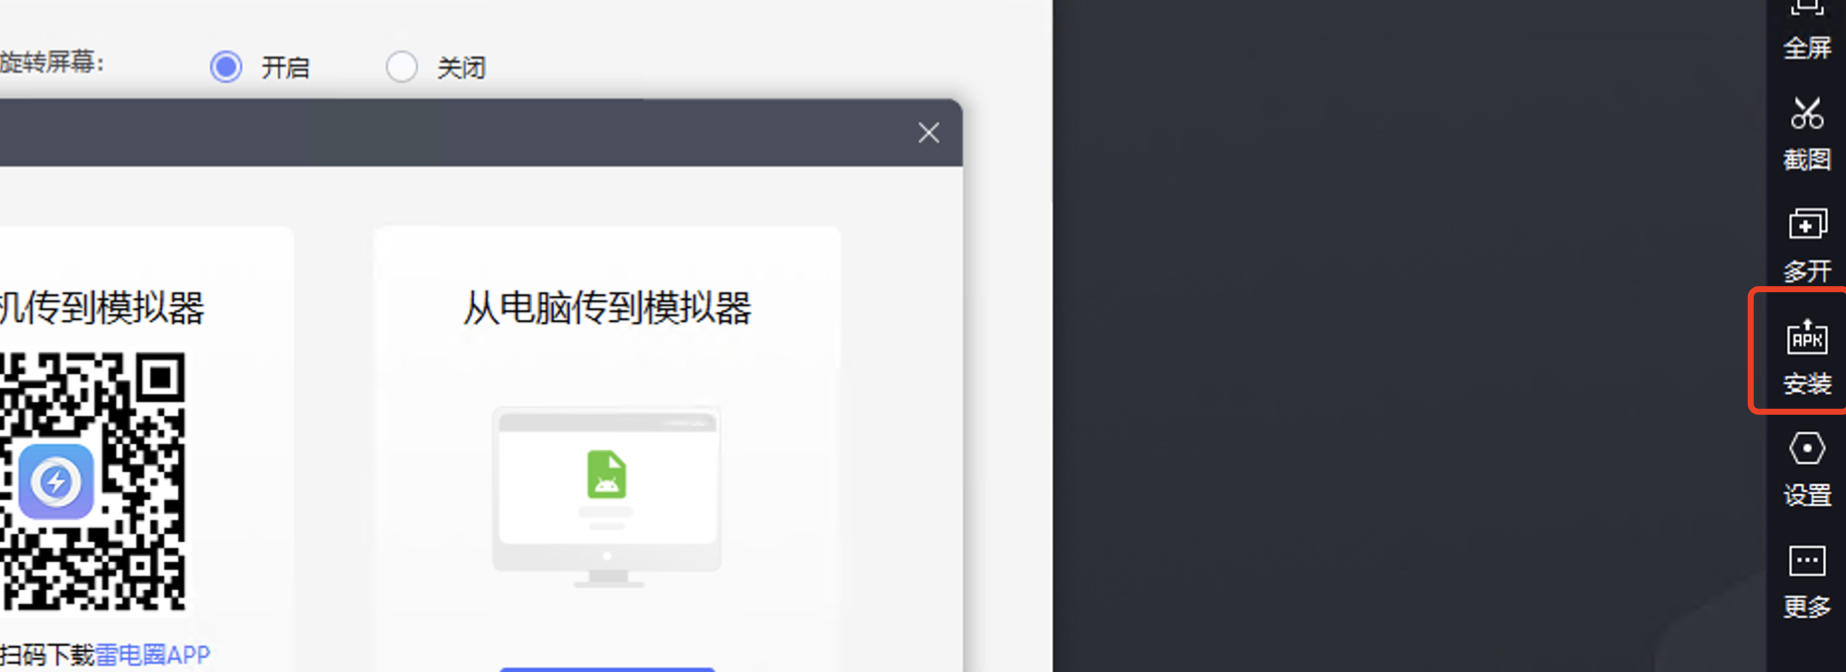 旋转屏幕:
开启
关闭
机传到模拟器
扫码下载雷电圈APP
从电脑传到模拟器
全屏
截图
多开
APK
安装
设置
更多